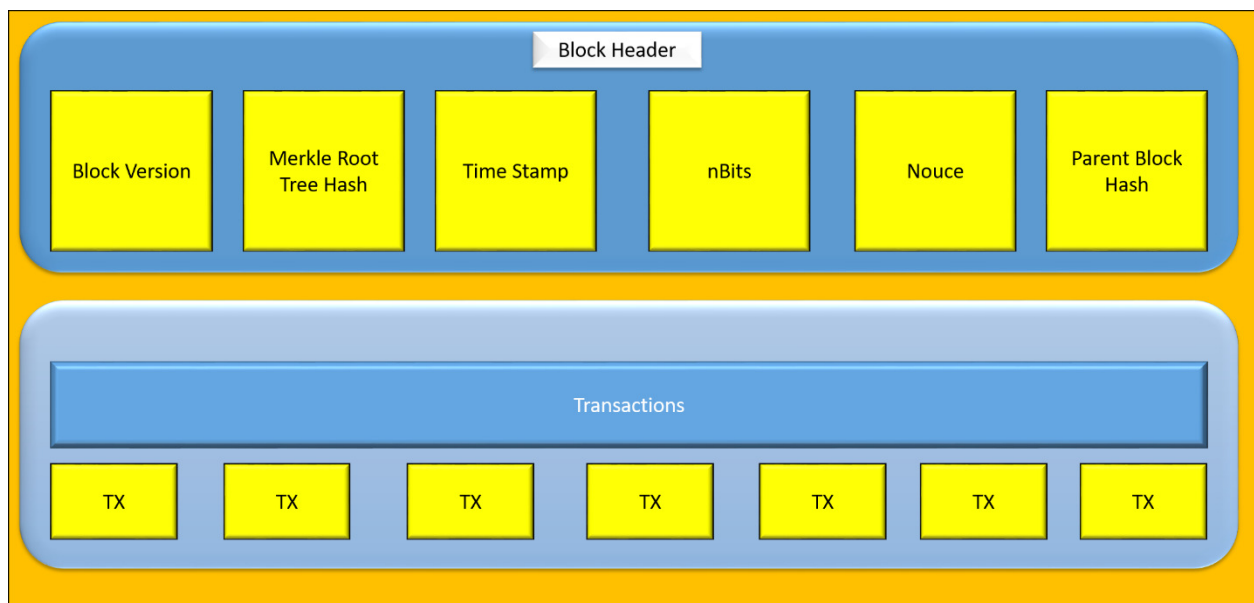 Block Header
Block Version
Merkle Root
Tree Hash
Time Stamp
nBits
Nouce
Parent Block
Hash
Transactions
TX
TX
TX
TX
TX
TX
TX